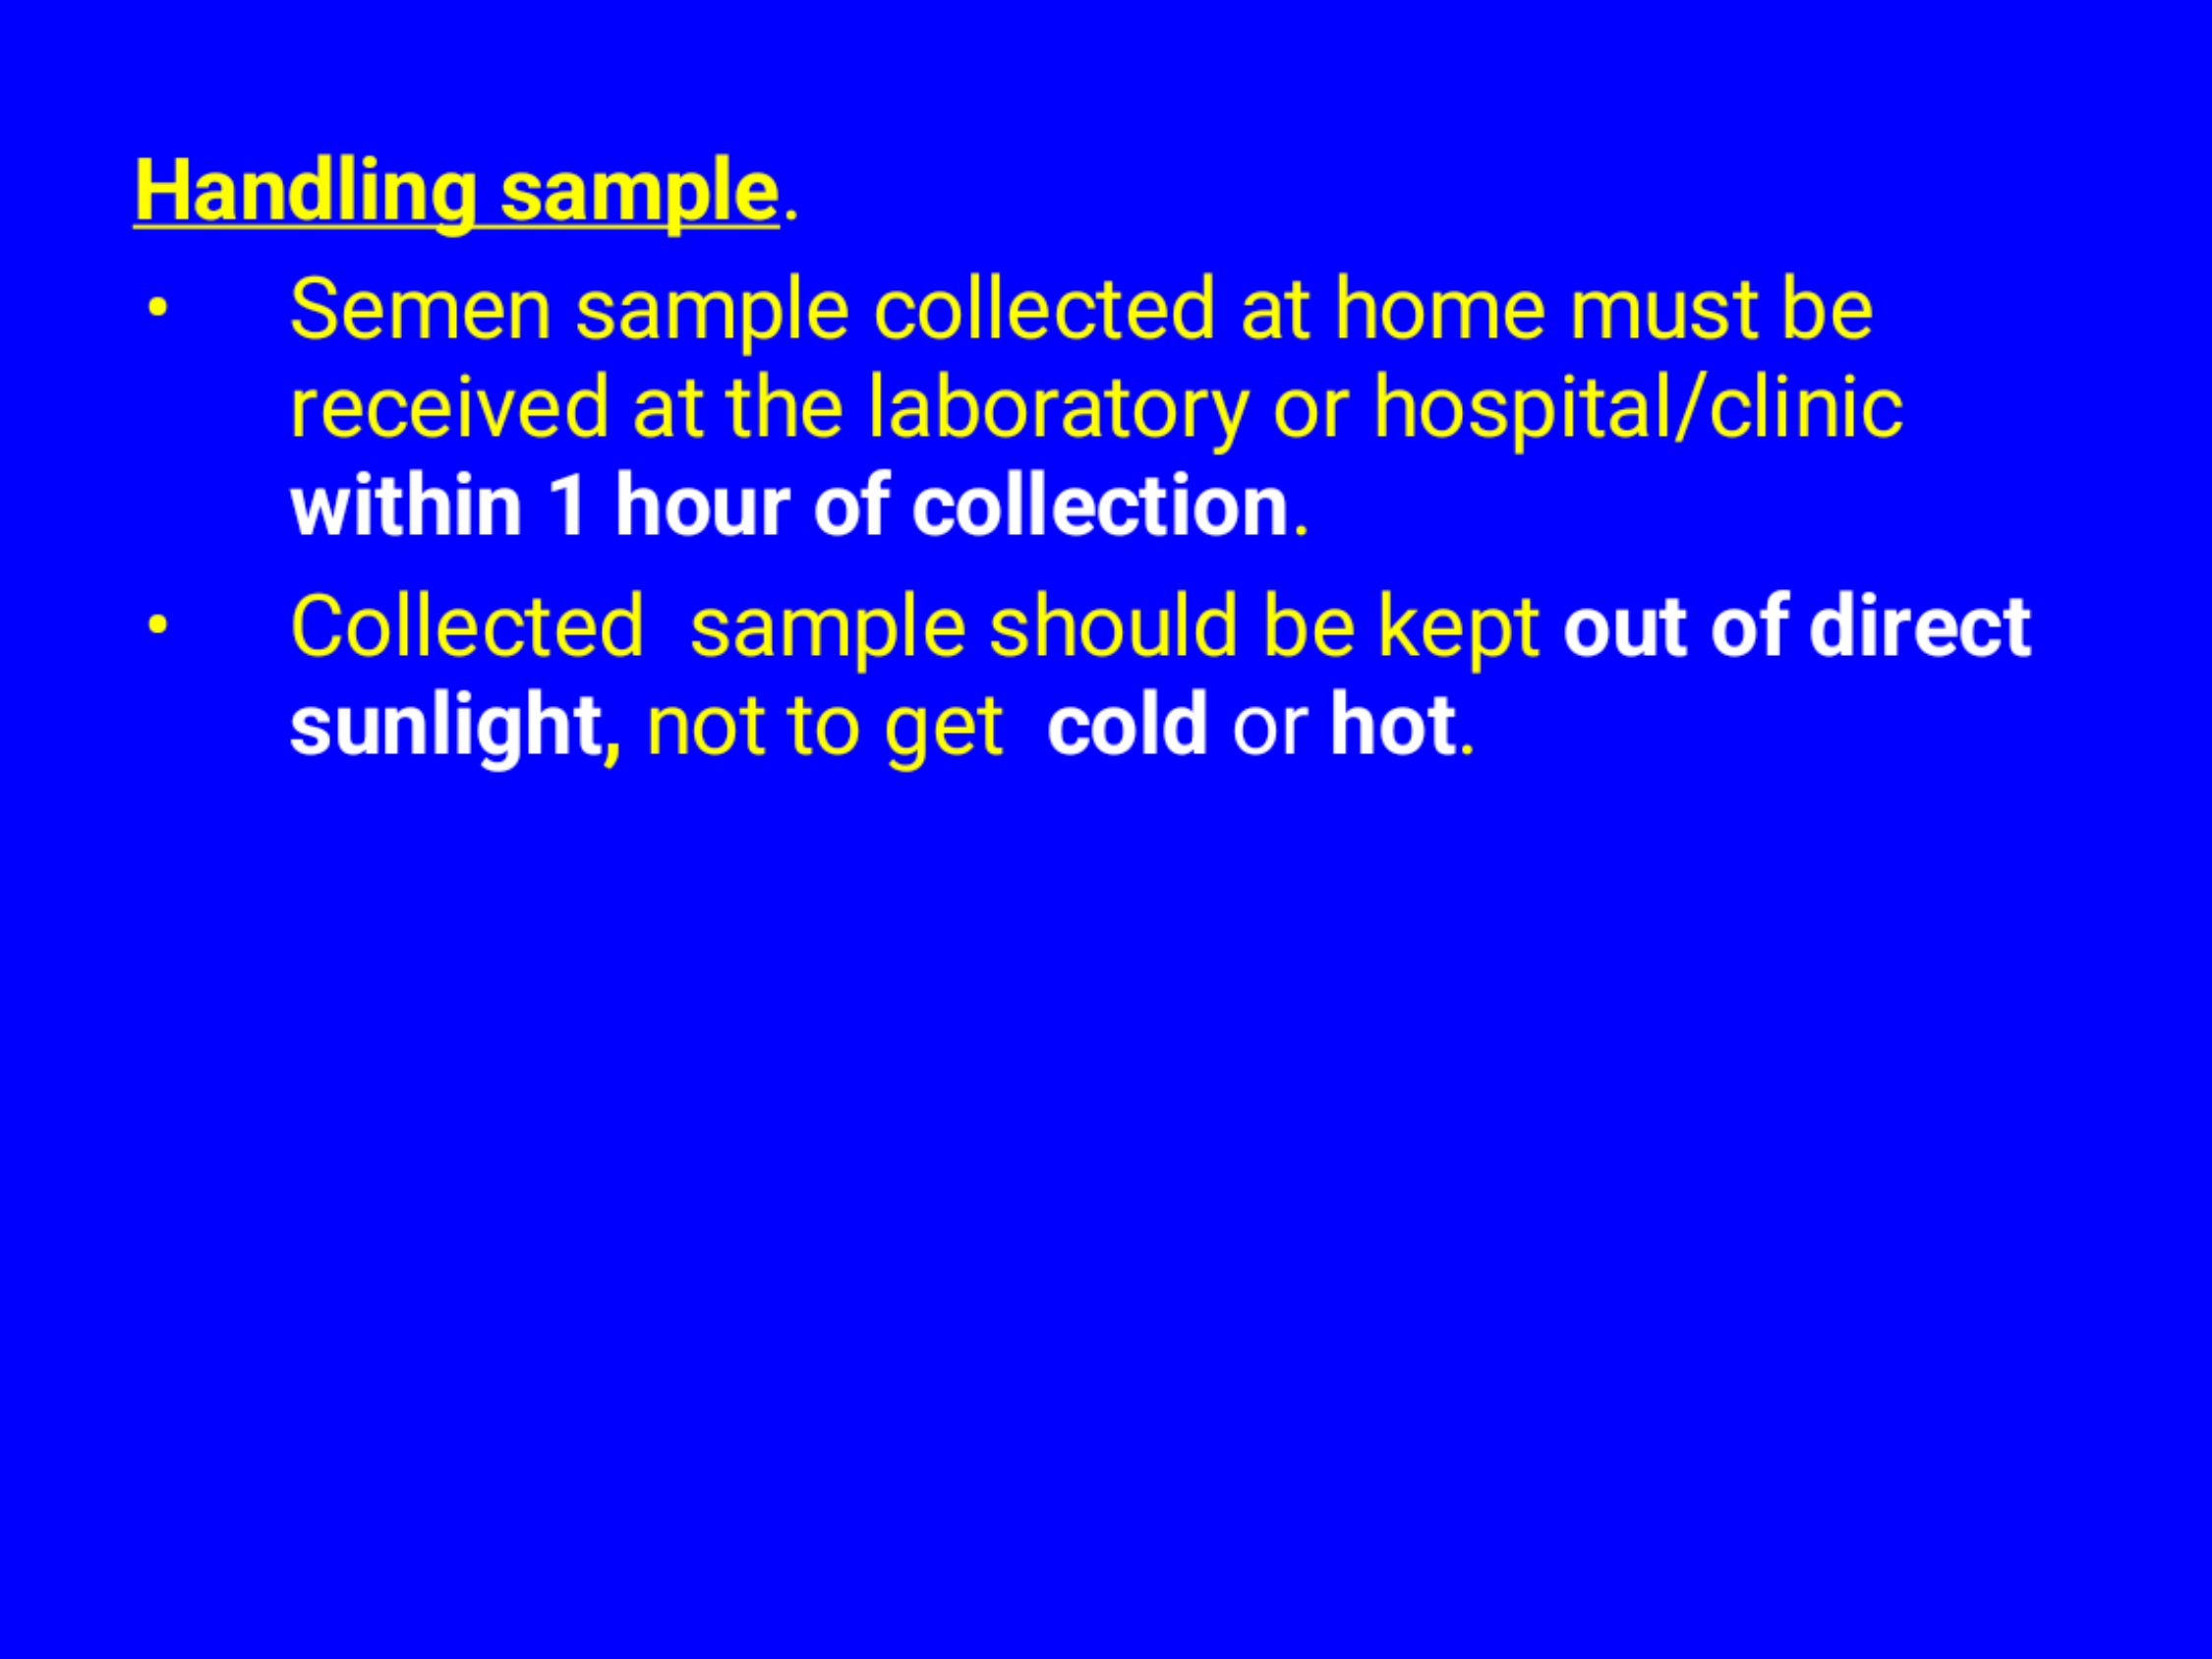 Handling sample.
• Semen sample collected at home must be
received at the laboratory or hospital/clinic
within 1 hour of collection.
• Collected  sample should be kept out of direct
sunlight, not to get  cold or hot.